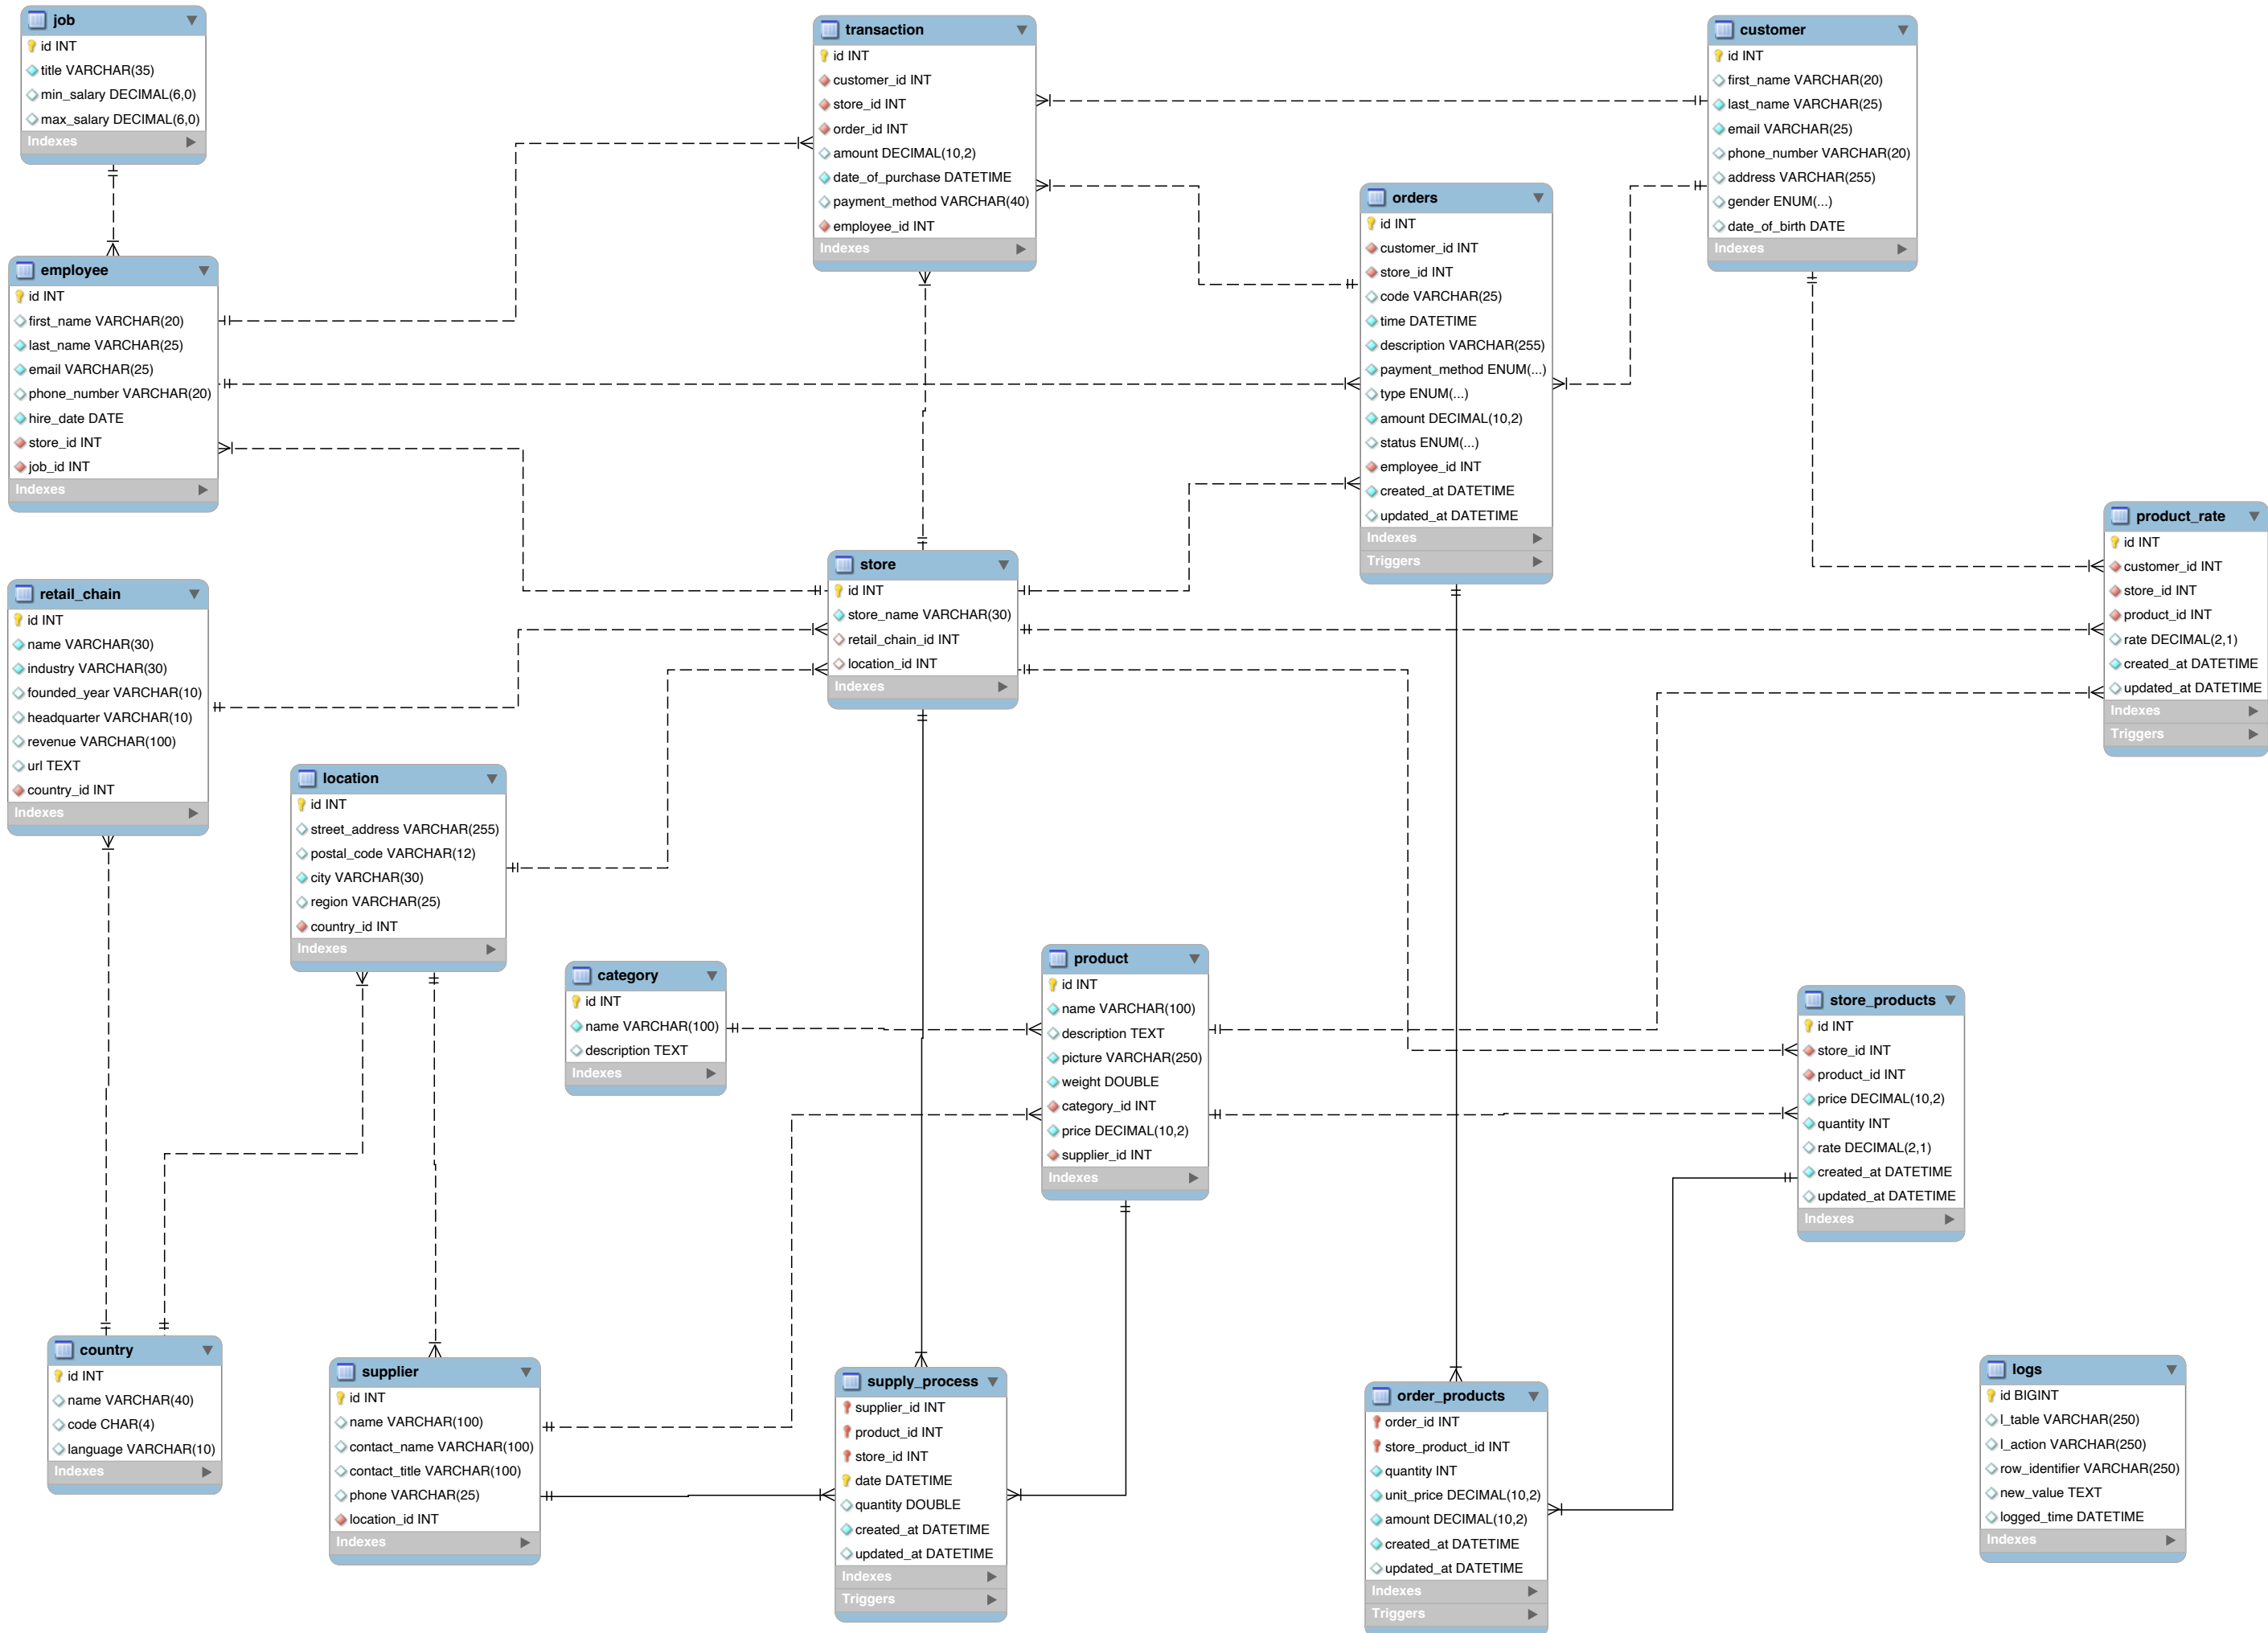 job
id INT
title VARCHAR(35)
min_salary DECIMAL(6,0)
max_salary DECIMAL(6,0)
Indexes
transaction
id INT
customer_id INT
store_id INT
order_id INT
amount DECIMAL(10,2)
date_of_purchase DATETIME
payment_method VARCHAR(40)
employee_id INT
Indexes
customer
id INT
first_name VARCHAR(20)
last_name VARCHAR(25)
email VARCHAR(25)
phone_number VARCHAR(20)
address VARCHAR(255)
gender ENUM(...)
date_of_birth DATE
Indexes
orders
id INT
customer_id INT
store_id INT
code VARCHAR(25)
time DATETIME
description VARCHAR(255)
payment_method ENUM(...)
type ENUM(...)
amount DECIMAL(10,2)
status ENUM(...)
employee_id INT
created_at DATETIME
updated_at DATETIME
Indexes
Triggers
employee
id INT
first_name VARCHAR(20)
last_name VARCHAR(25)
email VARCHAR(25)
phone_number VARCHAR(20)
hire_date DATE
store_id INT
job_id INT
Indexes
product_rate
id INT
customer_id INT
store_id INT
product_id INT
rate DECIMAL(2,1)
created_at DATETIME
updated_at DATETIME
Indexes
Triggers
store
id INT
store_name VARCHAR(30)
retail_chain_id INT
location_id INT
Indexes
retail_chain
id INT
name VARCHAR(30)
industry VARCHAR(30)
founded_year VARCHAR(10)
headquarter VARCHAR(10)
revenue VARCHAR(100)
url TEXT
country_id INT
Indexes
location
id INT
street_address VARCHAR(255)
postal_code VARCHAR(12)
city VARCHAR(30)
region VARCHAR(25)
country_id INT
Indexes
category
id INT
name VARCHAR(100)
description TEXT
Indexes
product
id INT
name VARCHAR(100)
description TEXT
picture VARCHAR(250)
weight DOUBLE
category_id INT
price DECIMAL(10,2)
supplier_id INT
Indexes
store_products
id INT
store_id INT
product_id INT
price DECIMAL(10,2)
quantity INT
rate DECIMAL(2,1)
created_at DATETIME
updated_at DATETIME
Indexes
country
id INT
name VARCHAR(40)
code CHAR(4)
language VARCHAR(10)
Indexes
supplier
id INT
name VARCHAR(100)
contact_name VARCHAR(100)
contact_title VARCHAR(100)
phone VARCHAR(25)
location_id INT
Indexes
supply_process
supplier_id INT
product_id INT
store_id INT
date DATETIME
quantity DOUBLE
created_at DATETIME
updated_at DATETIME
Indexes
Triggers
order_products
order_id INT
store_product_id INT
quantity INT
unit_price DECIMAL(10,2)
amount DECIMAL(10,2)
created_at DATETIME
updated_at DATETIME
Indexes
Triggers
logs
id BIGINT
l_table VARCHAR(250)
l_action VARCHAR(250)
row_identifier VARCHAR(250)
new_value TEXT
logged_time DATETIME
Indexes